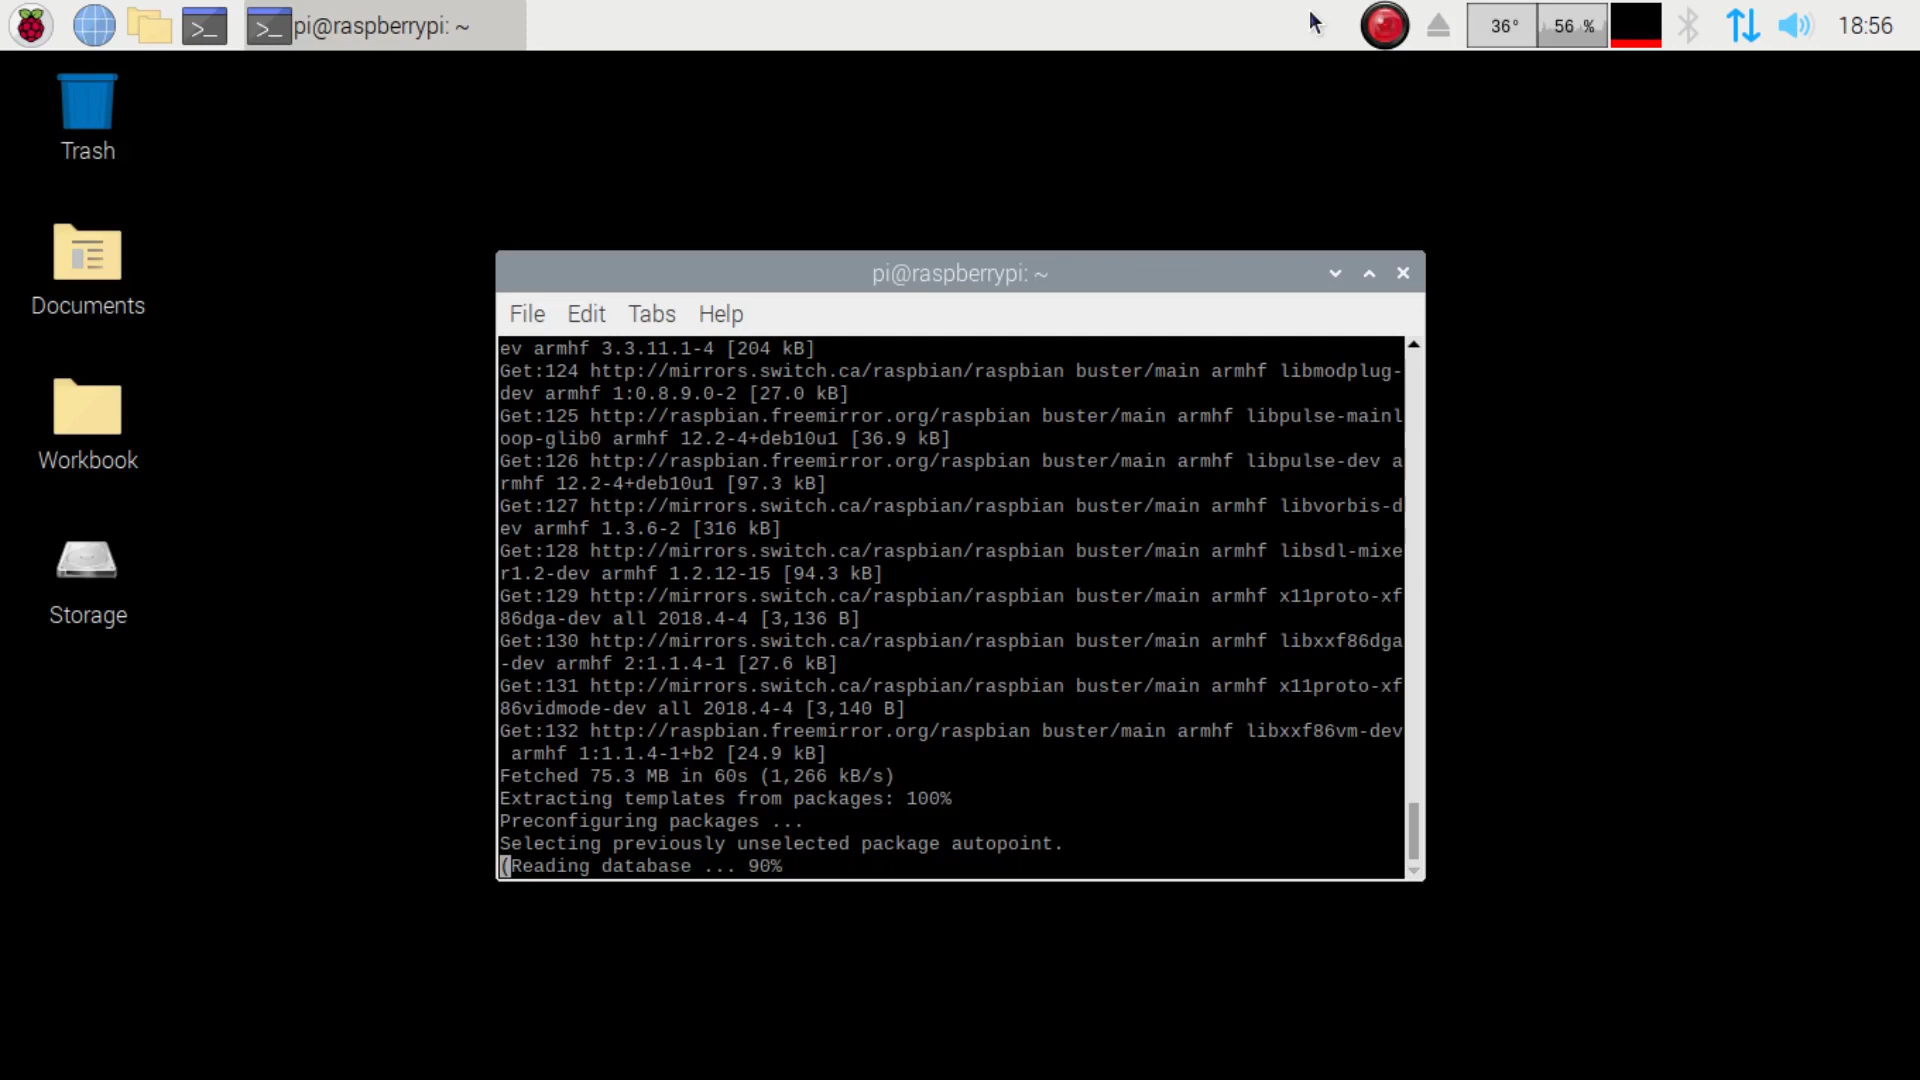 pi@raspberrypi: ~
36°
56 %
18:56
Trash
Documents
Workbook
Storage
pi@raspberrypi: ~
File Edit Tabs Help
ev armhf 3.3.11.1-4 [204 kB]
Get:124 http://mirrors.switch.ca/raspbian/raspbian buster/main armhf libmodplug-
dev armhf 1:0.8.9.0-2 [27.0 kB]
Get:125 http://raspbian.freemirror.org/raspbian buster/main armhf libpulse-mainl
oop-glib0 armhf 12.2-4+deb10u1 [36.9 kB]
Get:126 http://raspbian.freemirror.org/raspbian buster/main armhf libpulse-dev a
rmhf 12.2-4+deb10u1 [97.3 kB]
Get:127 http://mirrors.switch.ca/raspbian/raspbian buster/main armhf libvorbis-d
ev armhf 1.3.6-2 [316 kB]
Get:128 http://mirrors.switch.ca/raspbian/raspbian buster/main armhf libsdl-mixe
r1.2-dev armhf 1.2.12-15 [94.3 kB]
Get:129 http://mirrors.switch.ca/raspbian/raspbian buster/main armhf x11proto-xf
86dga-dev all 2018.4-4 [3,136 B]
Get:130 http://mirrors.switch.ca/raspbian/raspbian buster/main armhf libxxf86dga
-dev armhf 2:1.1.4-1 [27.6 kB]
Get:131 http://mirrors.switch.ca/raspbian/raspbian buster/main armhf x11proto-xf
86vidmode-dev all 2018.4-4 [3,140 B]
Get:132 http://raspbian.freemirror.org/raspbian buster/main armhf libxxf86vm-dev
 armhf 1:1.1.4-1+b2 [24.9 kB]
Fetched 75.3 MB in 60s (1,266 kB/s)
Extracting templates from packages: 100%
Preconfiguring packages ...
Selecting previously unselected package autopoint.
(Reading database ... 90%